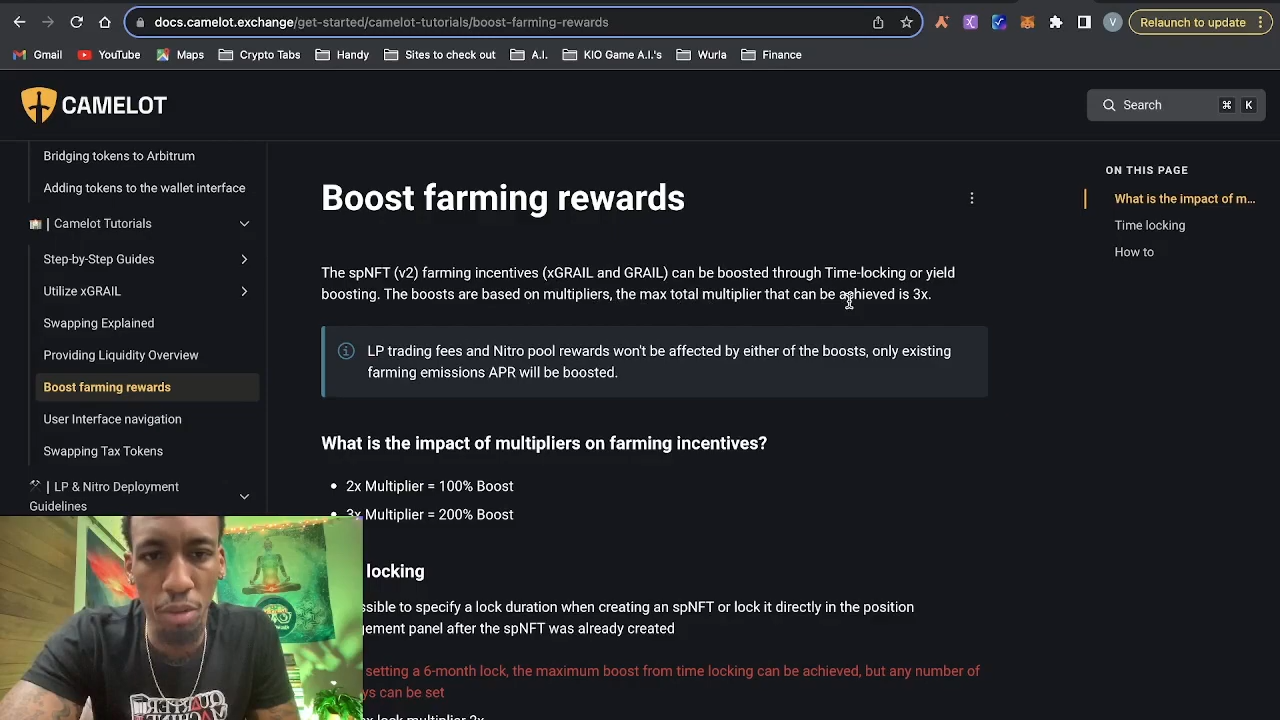 docs.camelot.exchange/get-started/camelot-tutorials/boost-farming-rewards
V
Relaunch to update
Gmail
YouTube
Maps
Crypto Tabs
Handy
Sites to check out
A.I.
KIO Game A.I.'s
Wurla
Finance
CAMELOT
Search
⌘
K
Bridging tokens to Arbitrum
Adding tokens to the wallet interface
| Camelot Tutorials
Step-by-Step Guides
Utilize xGRAIL
Swapping Explained
Providing Liquidity Overview
Boost farming rewards
User Interface navigation
Swapping Tax Tokens
| LP & Nitro Deployment
Guidelines
Boost farming rewards
The spNFT (v2) farming incentives (xGRAIL and GRAIL) can be boosted through Time-locking or yield
boosting. The boosts are based on multipliers, the max total multiplier that can be achieved is 3x.
LP trading fees and Nitro pool rewards won't be affected by either of the boosts, only existing
farming emissions APR will be boosted.
What is the impact of multipliers on farming incentives?
• 2x Multiplier = 100% Boost
• 3x Multiplier = 200% Boost
locking
ssible to specify a lock duration when creating an spNFT or lock it directly in the position
gement panel after the spNFT was already created
setting a 6-month lock, the maximum boost from time locking can be achieved, but any number of
ys can be set
lock multiplier 2x
ON THIS PAGE
What is the impact of m...
Time locking
How to